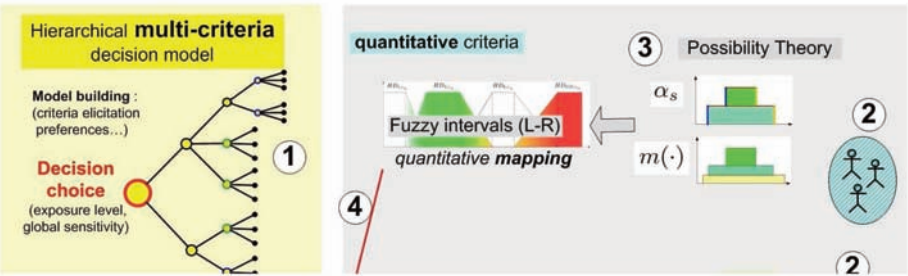 Hierarchical multi-criteria
decision model
Model building :
(criteria elicitation
preferences…)
1
Decision
choice
(exposure level,
global sensitivity)
quantitative criteria
3
Possibility Theory
αs
Fuzzy intervals (L-R)
quantitative mapping
m(·)
2
4
2